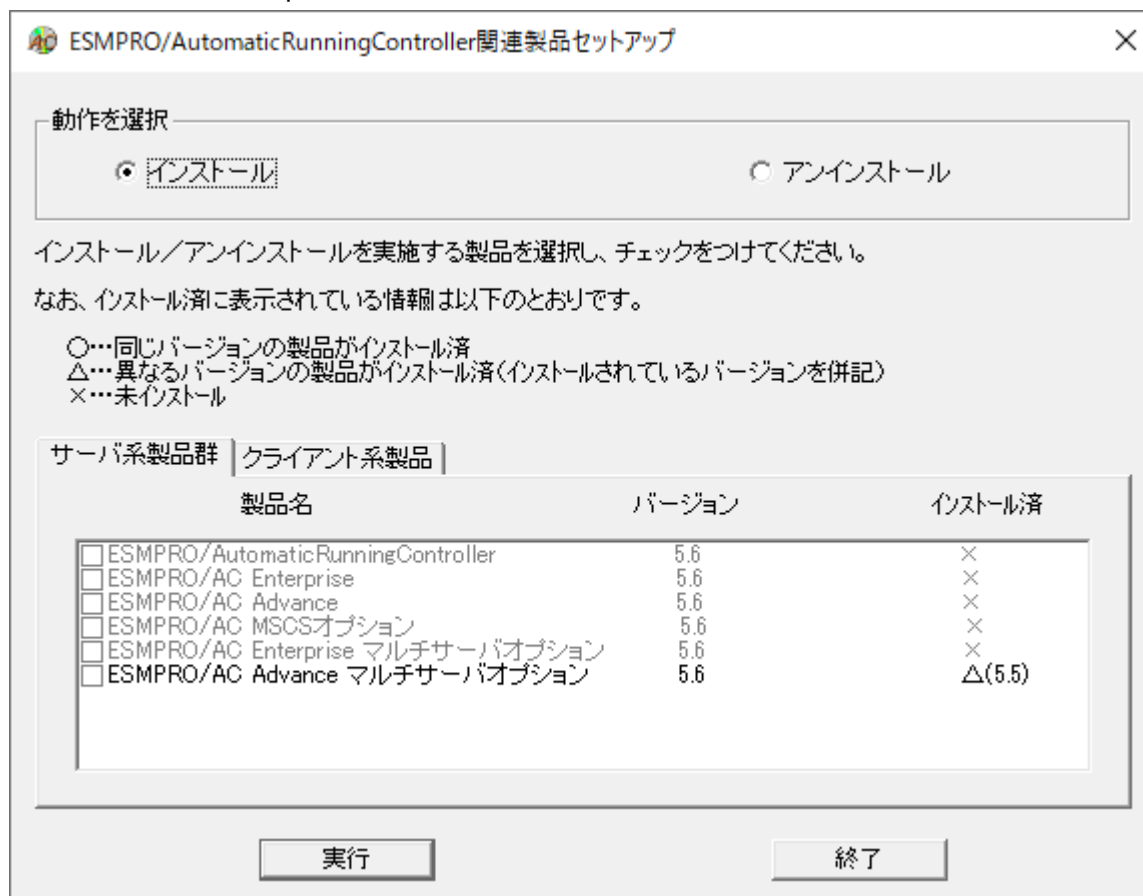 ESMPRO/AutomaticRunningController関連製品セットアップ
動作を選択
インストール アンインストール
インストール／アンインストールを実施する製品を選択し、チェックをつけてください。
なお、インストール済に表示されている情報は以下のとおりです。
○…同じバージョンの製品がインストール済
△…異なるバージョンの製品がインストール済(インストールされているバージョンを併記)
×…未インストール
サーバ系製品群 クライアント系製品
製品名 バージョン インストール済
ESMPRO/AutomaticRunningController 5.6 ×
ESMPRO/AC Enterprise 5.6 ×
ESMPRO/AC Advance 5.6 ×
ESMPRO/AC MSCSオプション 5.6 ×
ESMPRO/AC Enterprise マルチサーバオプション 5.6 ×
ESMPRO/AC Advance マルチサーバオプション 5.6 △(5.5)
実行 終了